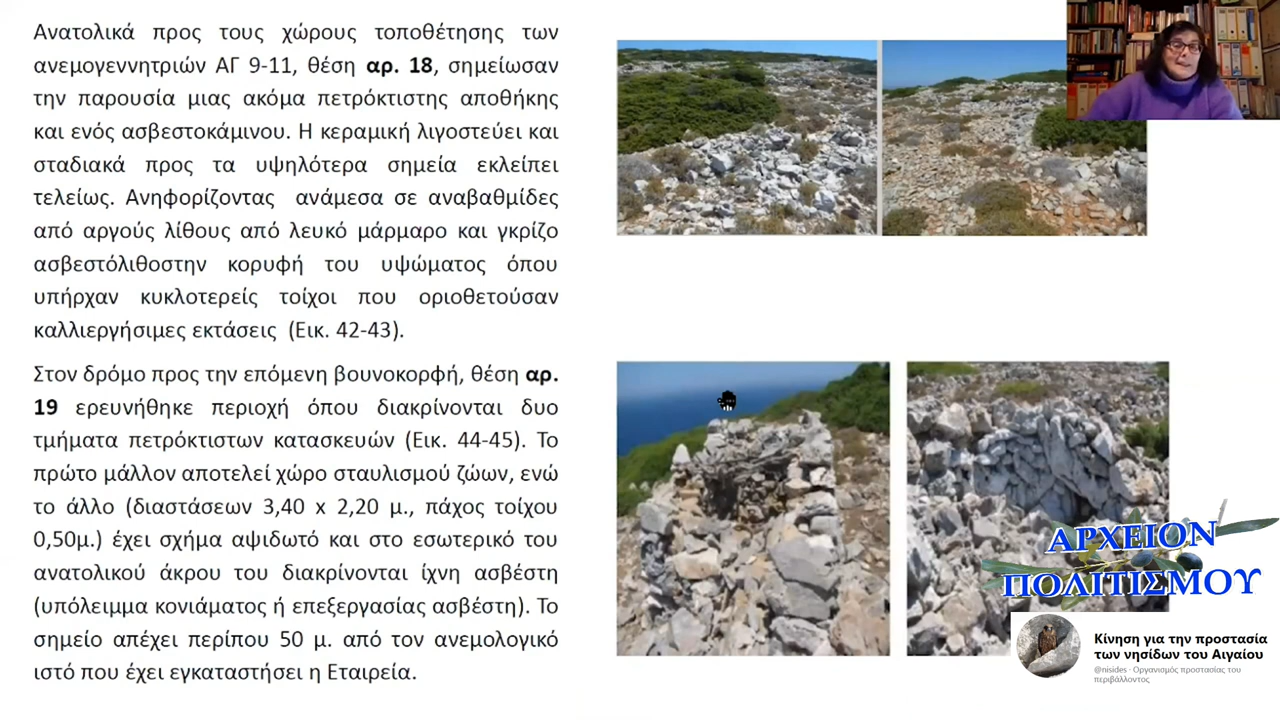 Ανατολικά προς τους χώρους τοποθέτησης των
ανεμογεννητριών ΑΓ 9-11, θέση αρ. 18, σημείωσαν
την παρουσία μιας ακόμα πετρόκτιστης αποθήκης
και ενός ασβεστοκάμινου. Η κεραμική λιγοστεύει και
σταδιακά προς τα υψηλότερα σημεία εκλείπει
τελείως. Ανηφορίζοντας ανάμεσα σε αναβαθμίδες
από αργούς λίθους από λευκό μάρμαρο και γκρίζο
ασβεστόλιθοστην κορυφή του υψώματος όπου
υπήρχαν κυκλοτερείς τοίχοι που οριοθετούσαν
καλλιεργήσιμες εκτάσεις (Εικ. 42-43).
Στον δρόμο προς την επόμενη βουνοκορφή, θέση αρ.
19 ερευνήθηκε περιοχή όπου διακρίνονται δυο
τμήματα πετρόκτιστων κατασκευών (Εικ. 44-45). Το
πρώτο μάλλον αποτελεί χώρο σταυλισμού ζώων, ενώ
το άλλο (διαστάσεων 3,40 x 2,20 μ., πάχος τοίχου
0,50μ.) έχει σχήμα αψιδωτό και στο εσωτερικό του
ανατολικού άκρου του διακρίνονται ίχνη ασβέστη
(υπόλειμμα κονιάματος ή επεξεργασίας ασβέστη). Το
σημείο απέχει περίπου 50 μ. από τον ανεμολογικό
ιστό που έχει εγκαταστήσει η Εταιρεία.
ΑΡΧΕΙΟΝ
ΠΟΛΙΤΙΣΜΟΥ
Κίνηση για την προστασία
των νησίδων του Αιγαίου
@nisides · Οργανισμός προστασίας του
περιβάλλοντος